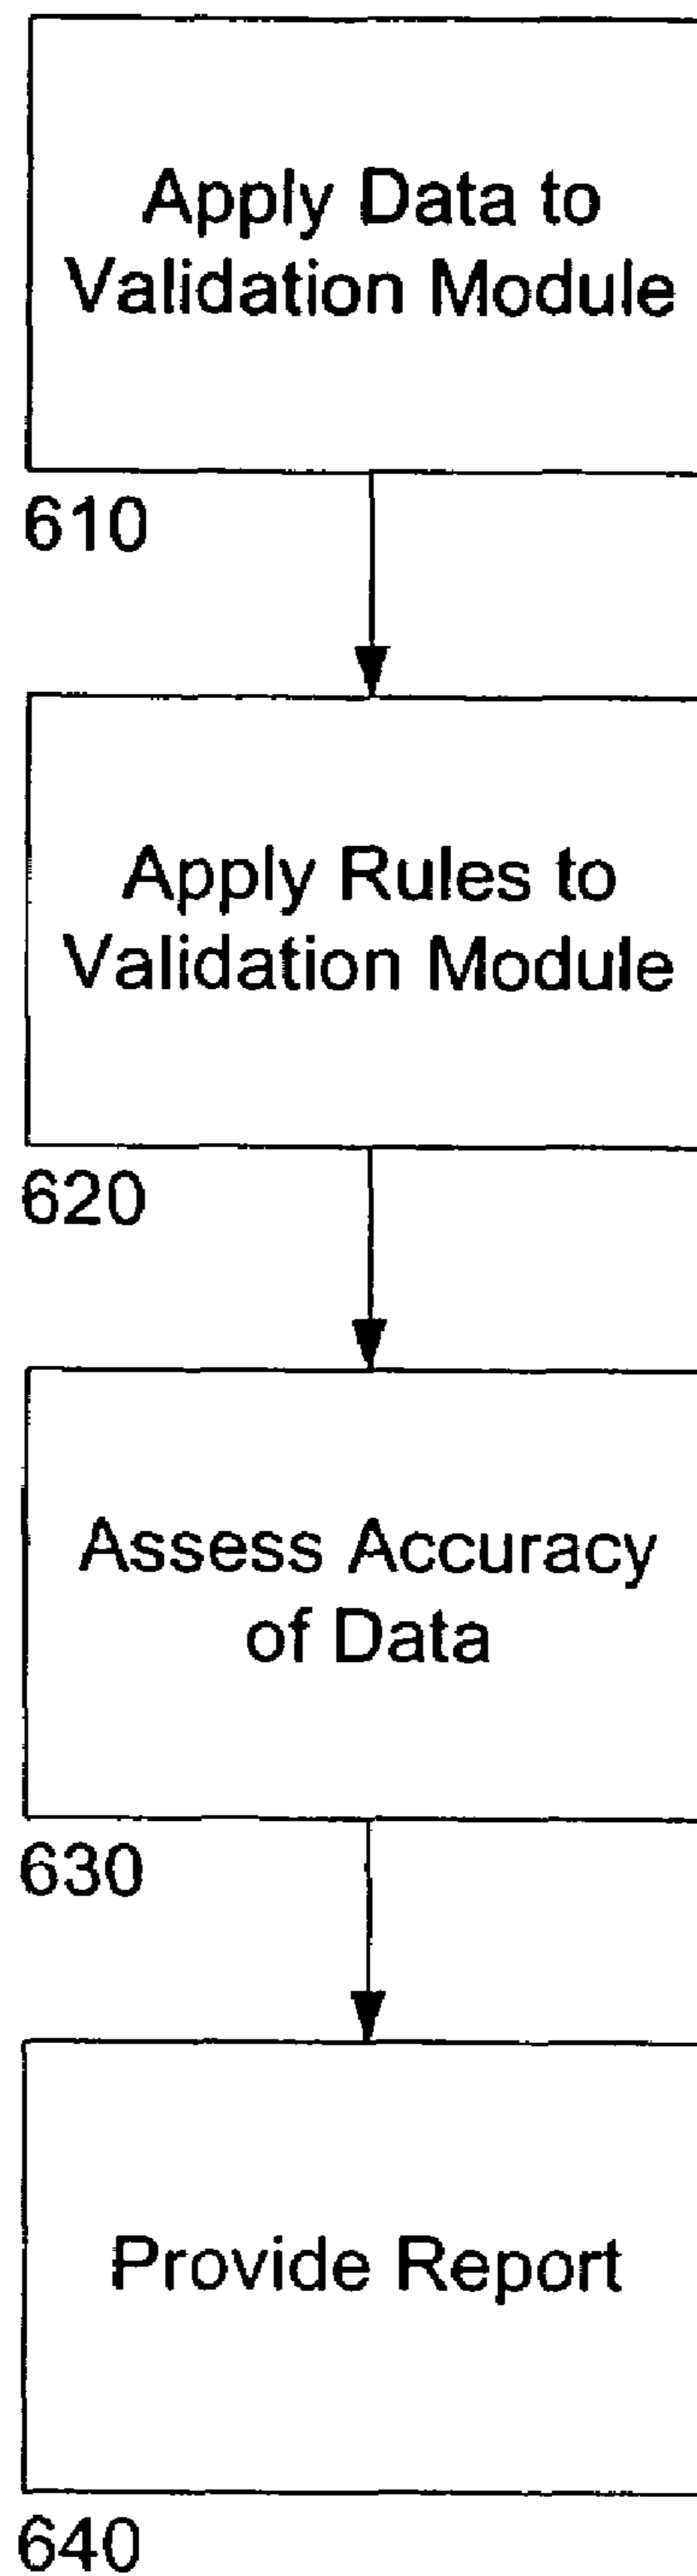 Apply Data to
Validation Module
610
Apply Rules to
Validation Module
620
Assess Accuracy
of Data
630
Provide Report
640